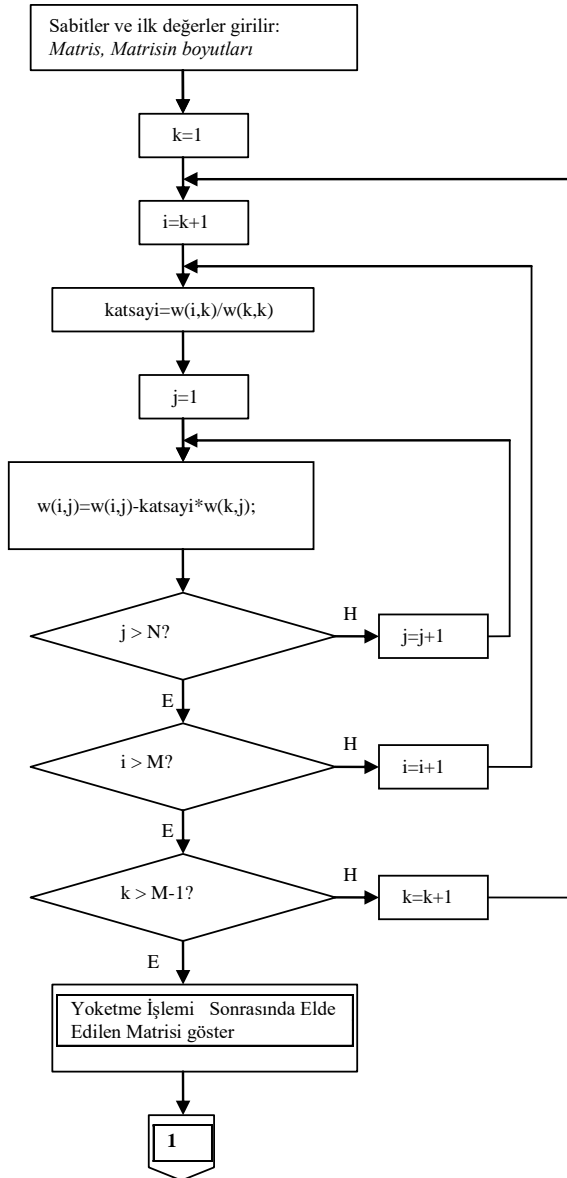 Sabitler ve ilk değerler girilir:
Matris, Matrisin boyutları
k=1
i=k+1
katsayi=w(i,k)/w(k,k)
j=1
w(i,j)=w(i,j)-katsayi*w(k,j);
j > N?
H
j=j+1
E
i > M?
H
i=i+1
E
k > M-1?
H
k=k+1
E
Yoketme İşlemi Sonrasında Elde
Edilen Matrisi göster
1